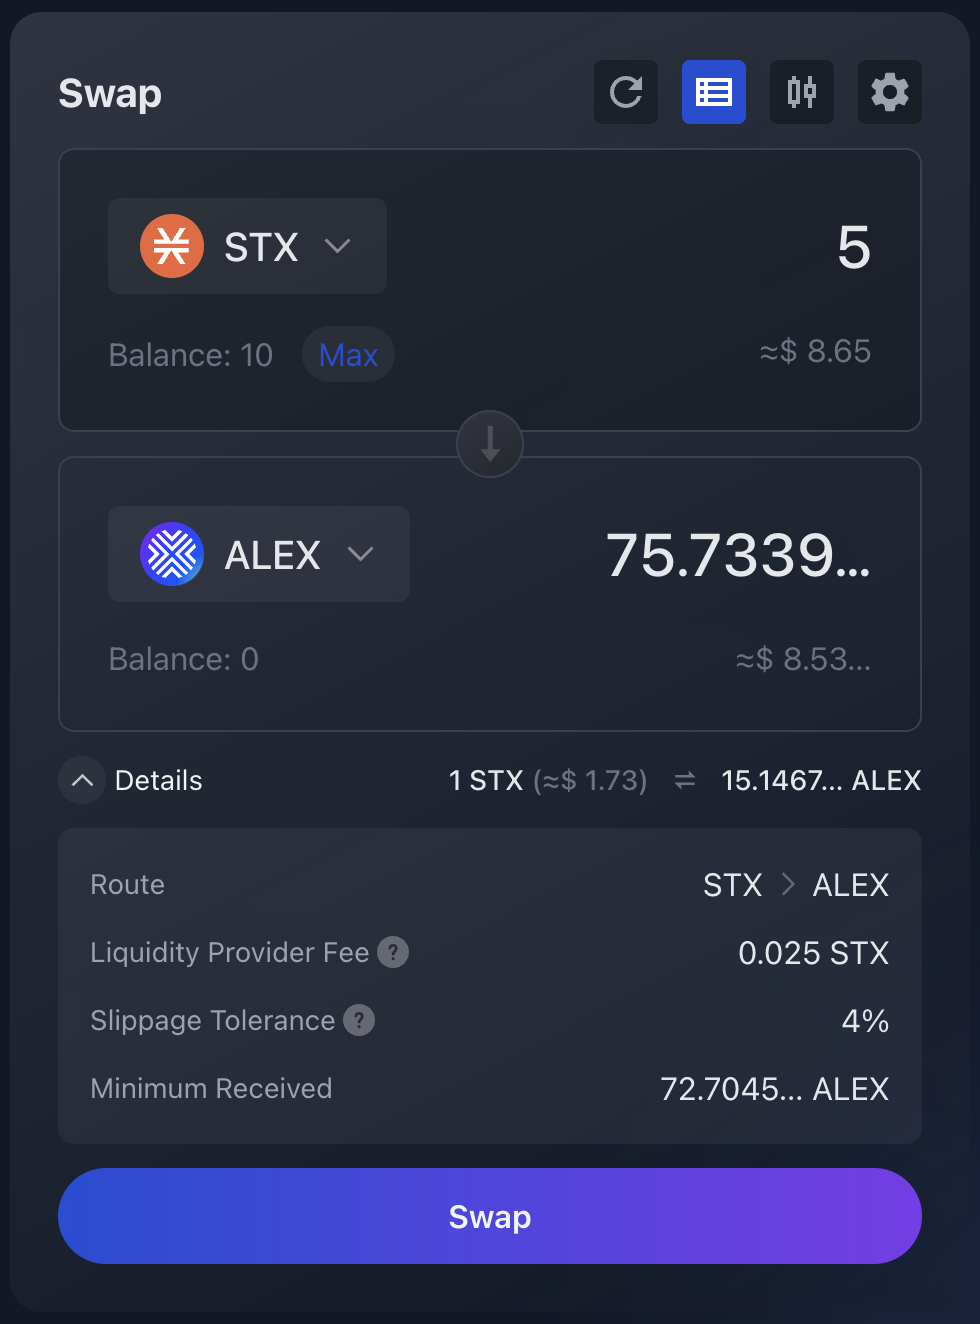 Swap
STX
5
Balance: 10 Max
≈$ 8.65
ALEX
75.7339...
Balance: 0
≈$ 8.53...
Details
1 STX (≈$ 1.73) ⇌ 15.1467... ALEX
Route
STX > ALEX
Liquidity Provider Fee ?
0.025 STX
Slippage Tolerance ?
4%
Minimum Received
72.7045... ALEX
Swap